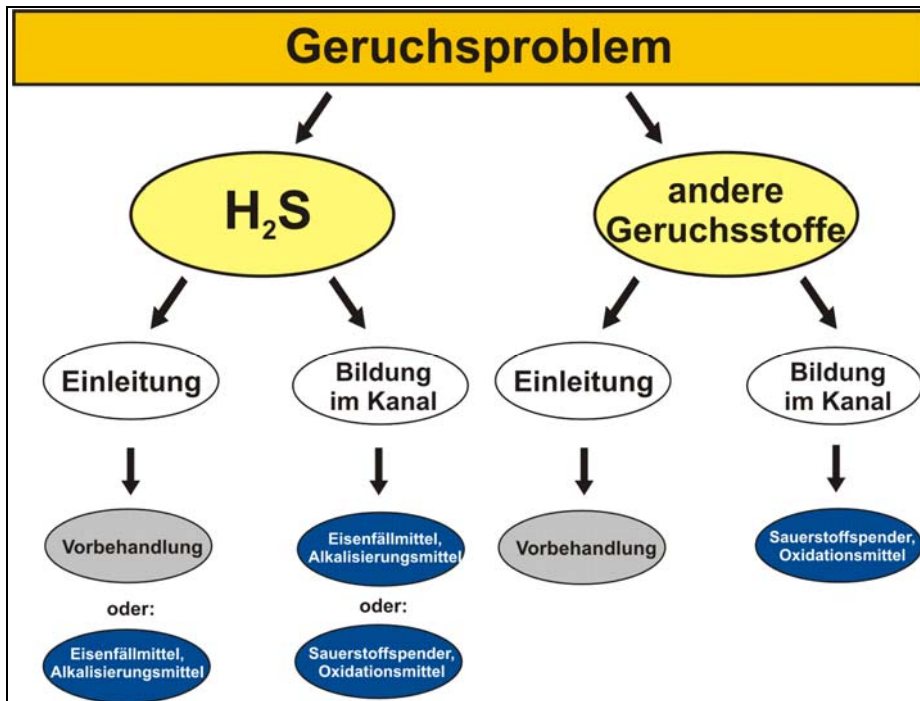 Geruchsproblem
H₂S
andere
Geruchsstoffe
Einleitung
Bildung
im Kanal
Einleitung
Bildung
im Kanal
Vorbehandlung
Eisenfällmittel,
Alkalisierungsmittel
Vorbehandlung
Sauerstoffspender,
Oxidationsmittel
oder:
oder:
Eisenfällmittel,
Alkalisierungsmittel
Sauerstoffspender,
Oxidationsmittel